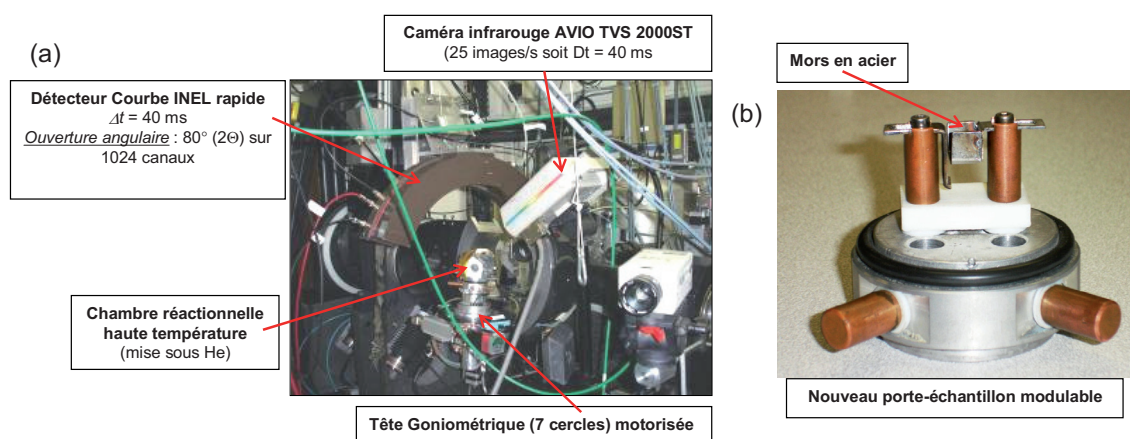 (a)
Caméra infrarouge AVIO TVS 2000ST
(25 images/s soit Dt = 40 ms
Détecteur Courbe INEL rapide
Δt = 40 ms
Ouverture angulaire : 80° (2Θ) sur
1024 canaux
Chambre réactionnelle
haute température
(mise sous He)
Tête Goniométrique (7 cercles) motorisée
(b)
Mors en acier
Nouveau porte-échantillon modulable